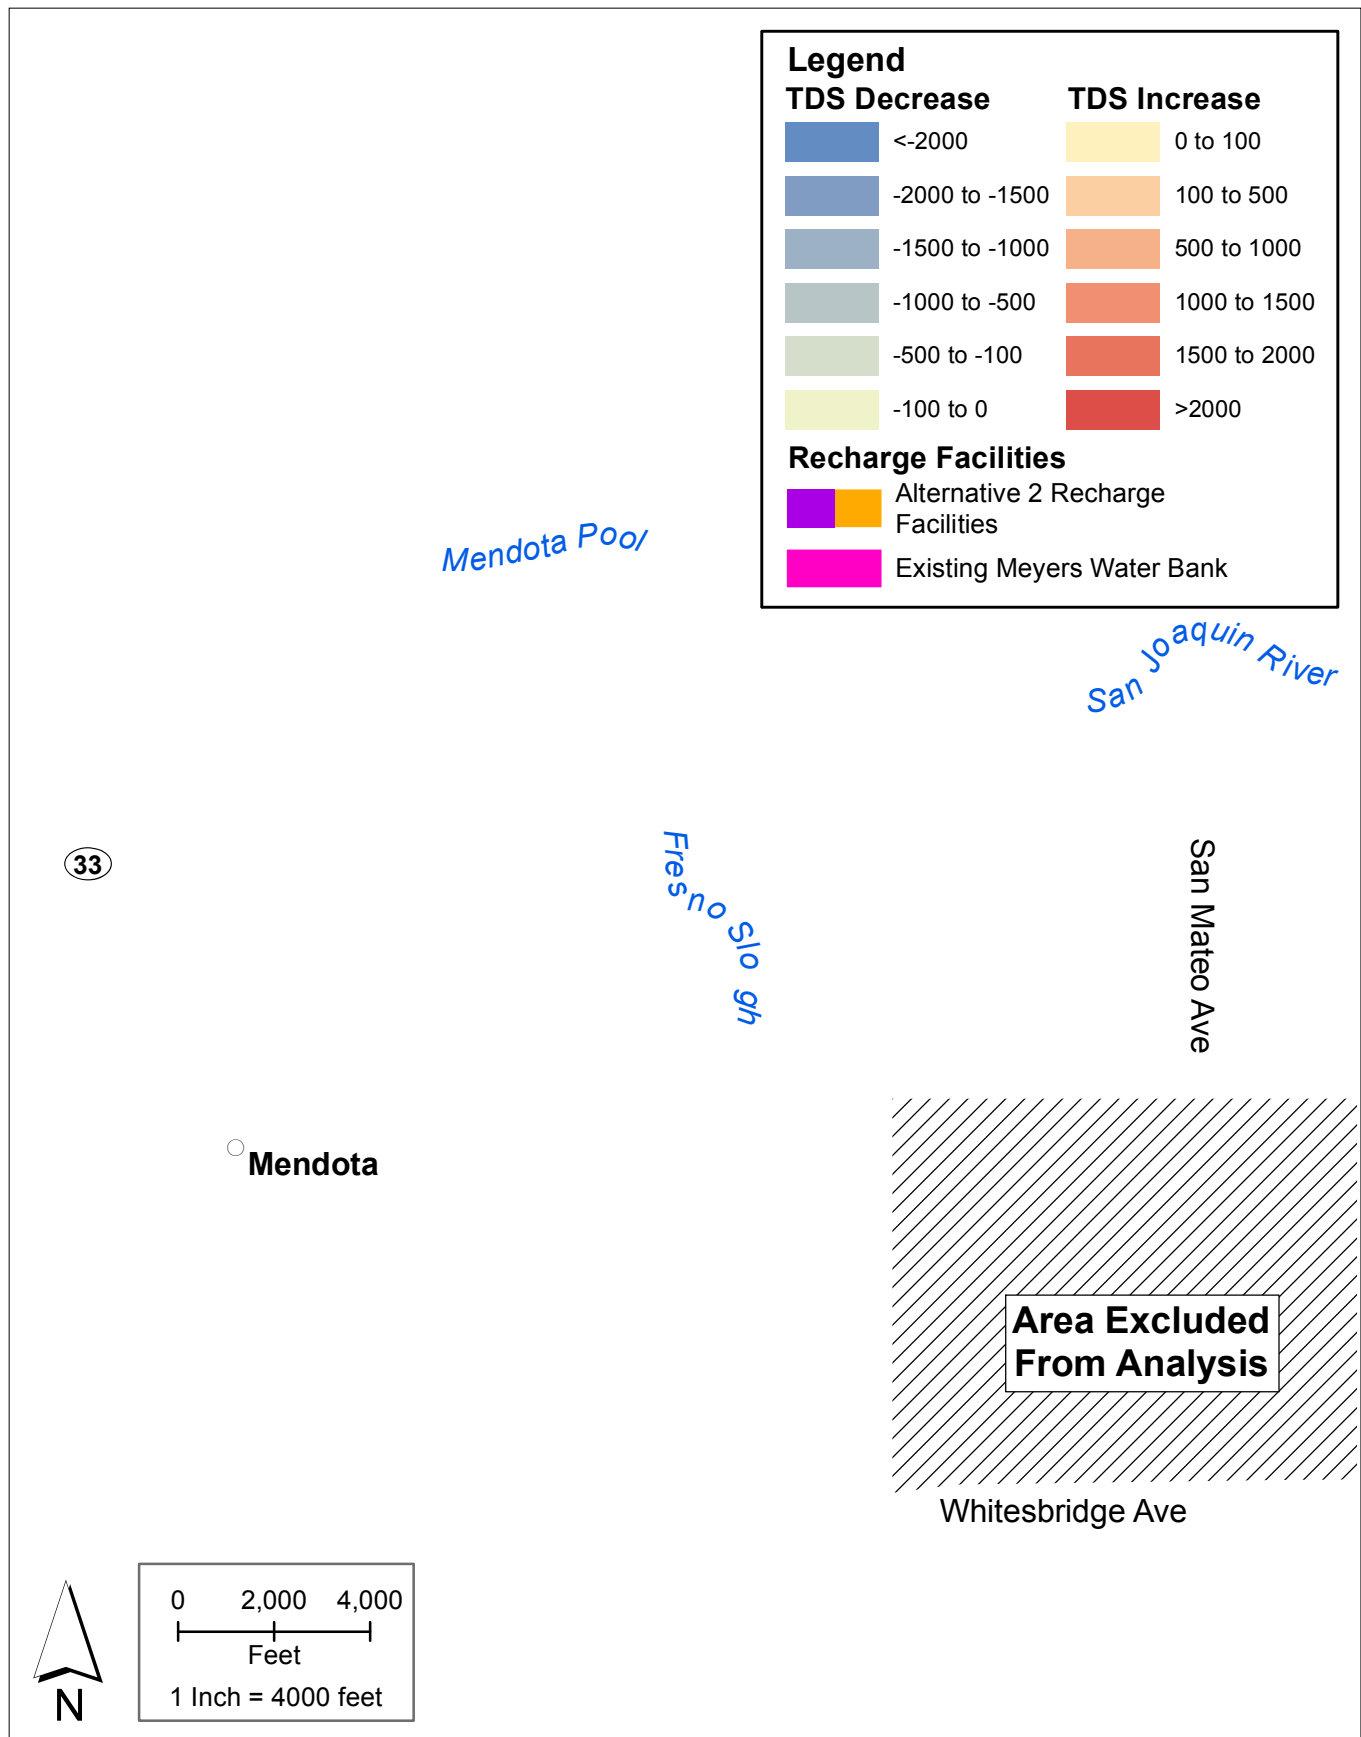 Legend
TDS Decrease
TDS Increase
<-2000
0 to 100
-2000 to -1500
100 to 500
-1500 to -1000
500 to 1000
-1000 to -500
1000 to 1500
-500 to -100
1500 to 2000
-100 to 0
>2000
Recharge Facilities
Alternative 2 Recharge
Facilities
Existing Meyers Water Bank
Mendota Pool
San Joaquin River
33
Fresno Slo gh
San Mateo Ave
Mendota
Area Excluded
From Analysis
Whitesbridge Ave
0 2,000 4,000
Feet
1 Inch = 4000 feet
N